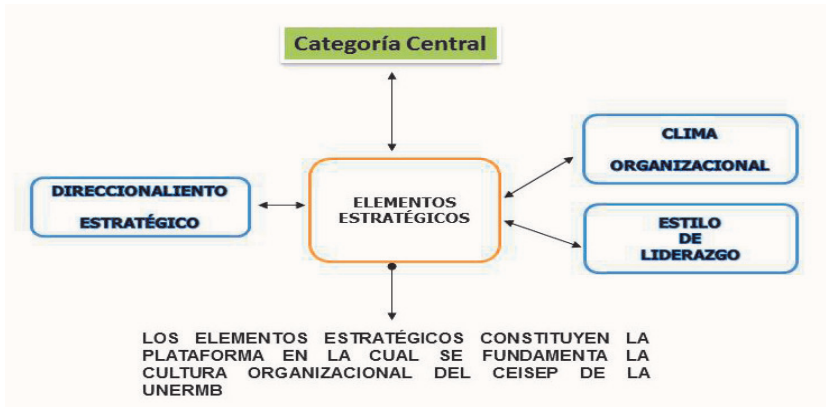 Categoría Central
CLIMA
ORGANIZACIONAL
DIRECCIONALIENTO
ESTRATÉGICO
ELEMENTOS
ESTRATÉGICOS
ESTILO
DE
LIDERAZGO
LOS ELEMENTOS ESTRATÉGICOS CONSTITUYEN LA
PLATAFORMA EN LA CUAL SE FUNDAMENTA LA
CULTURA ORGANIZACIONAL DEL CEISEP DE LA
UNERMB